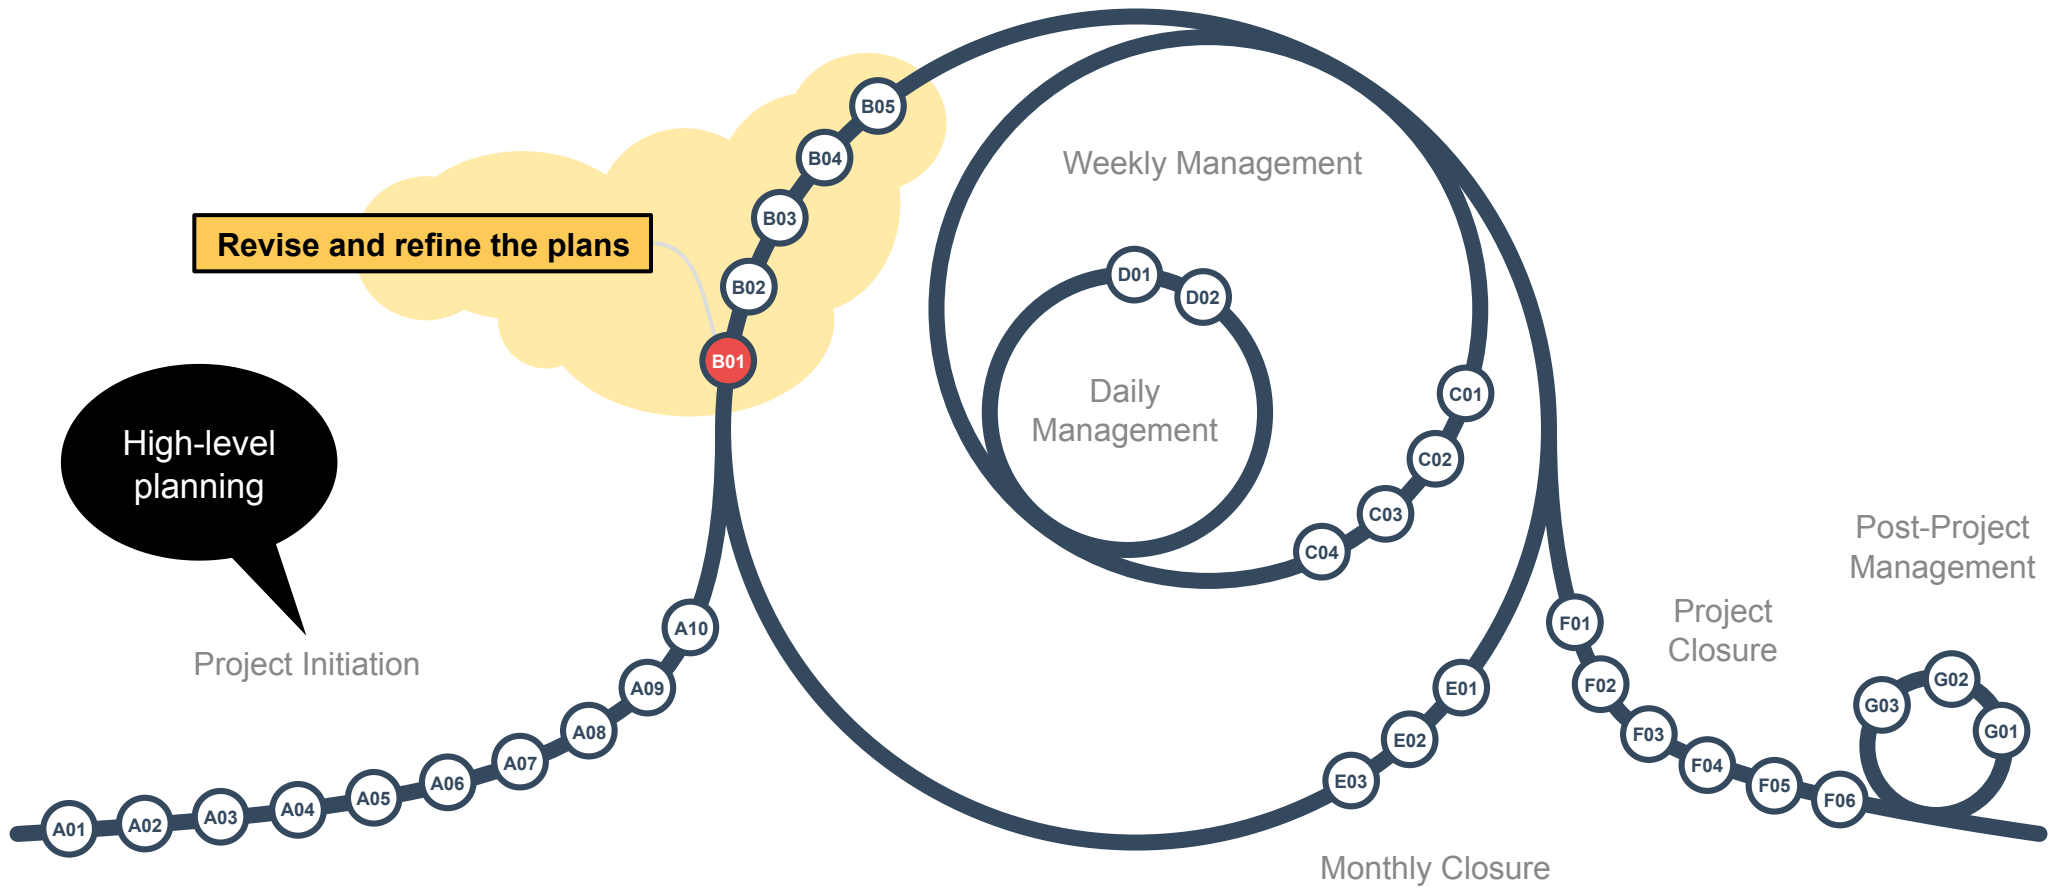 B05
B04
B03
B02
B01
Revise and refine the plans
Weekly Management
D01
D02
Daily
Management
C01
C02
C03
C04
High-level
planning
Project Initiation
A01
A02
A03
A04
A05
A06
A07
A08
A09
A10
E01
E02
E03
Monthly Closure
F01
F02
F03
F04
F05
F06
Project
Closure
Post-Project
Management
G03
G02
G01